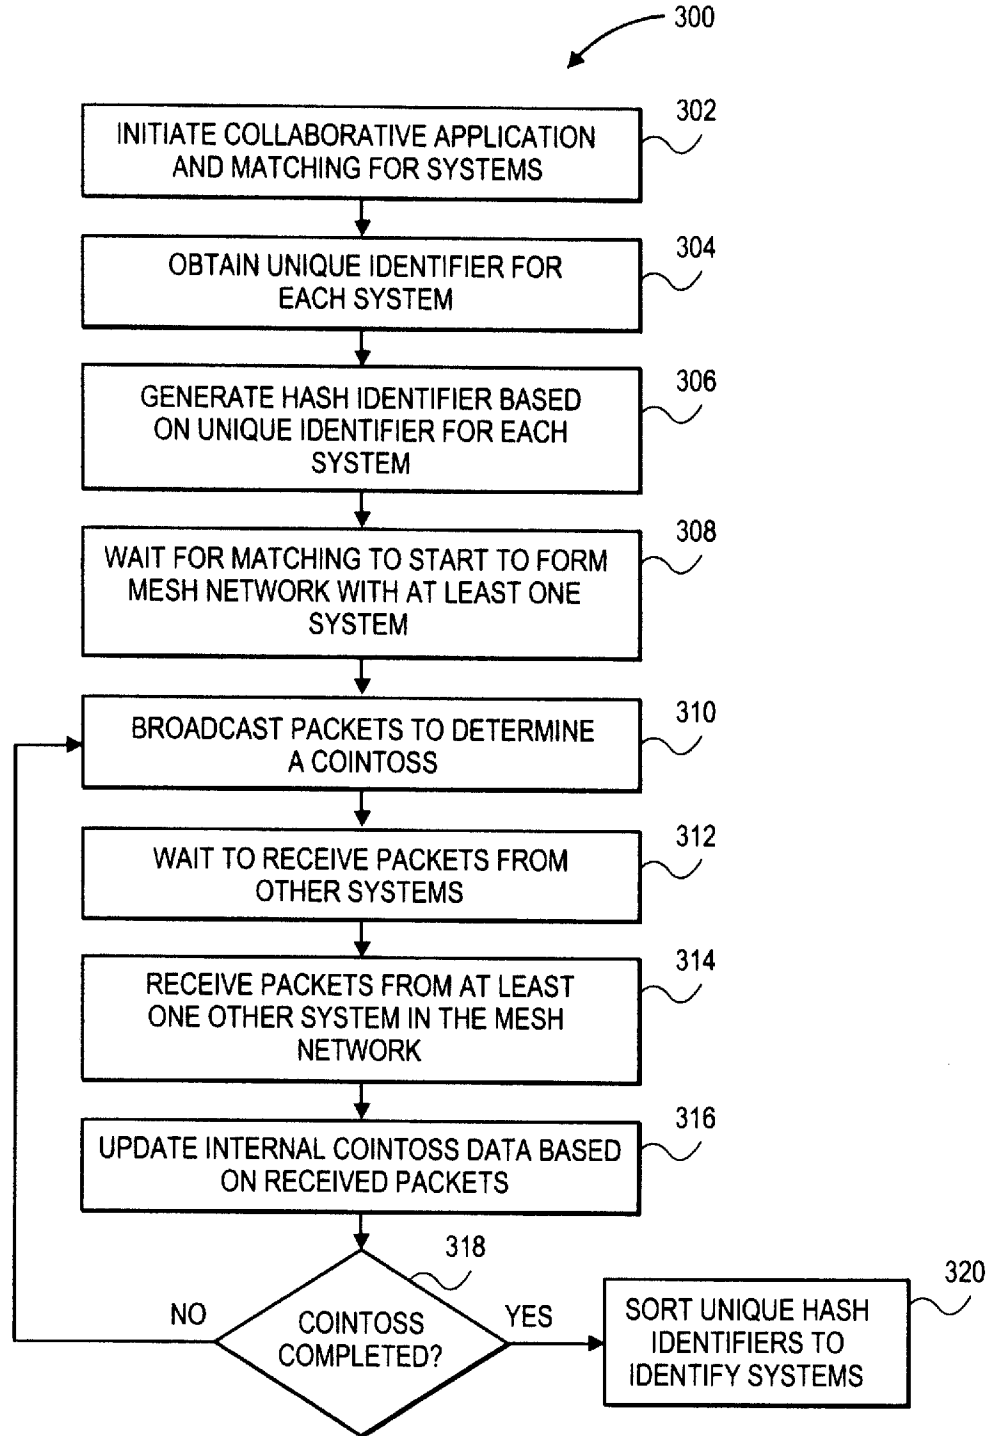 300
302
INITIATE COLLABORATIVE APPLICATION
AND MATCHING FOR SYSTEMS
304
OBTAIN UNIQUE IDENTIFIER FOR
EACH SYSTEM
306
GENERATE HASH IDENTIFIER BASED
ON UNIQUE IDENTIFIER FOR EACH
SYSTEM
308
WAIT FOR MATCHING TO START TO FORM
MESH NETWORK WITH AT LEAST ONE
SYSTEM
310
BROADCAST PACKETS TO DETERMINE
A COINTOSS
312
WAIT TO RECEIVE PACKETS FROM
OTHER SYSTEMS
314
RECEIVE PACKETS FROM AT LEAST
ONE OTHER SYSTEM IN THE MESH
NETWORK
316
UPDATE INTERNAL COINTOSS DATA BASED
ON RECEIVED PACKETS
318
COINTOSS
COMPLETED?
NO
YES
320
SORT UNIQUE HASH
IDENTIFIERS TO
IDENTIFY SYSTEMS